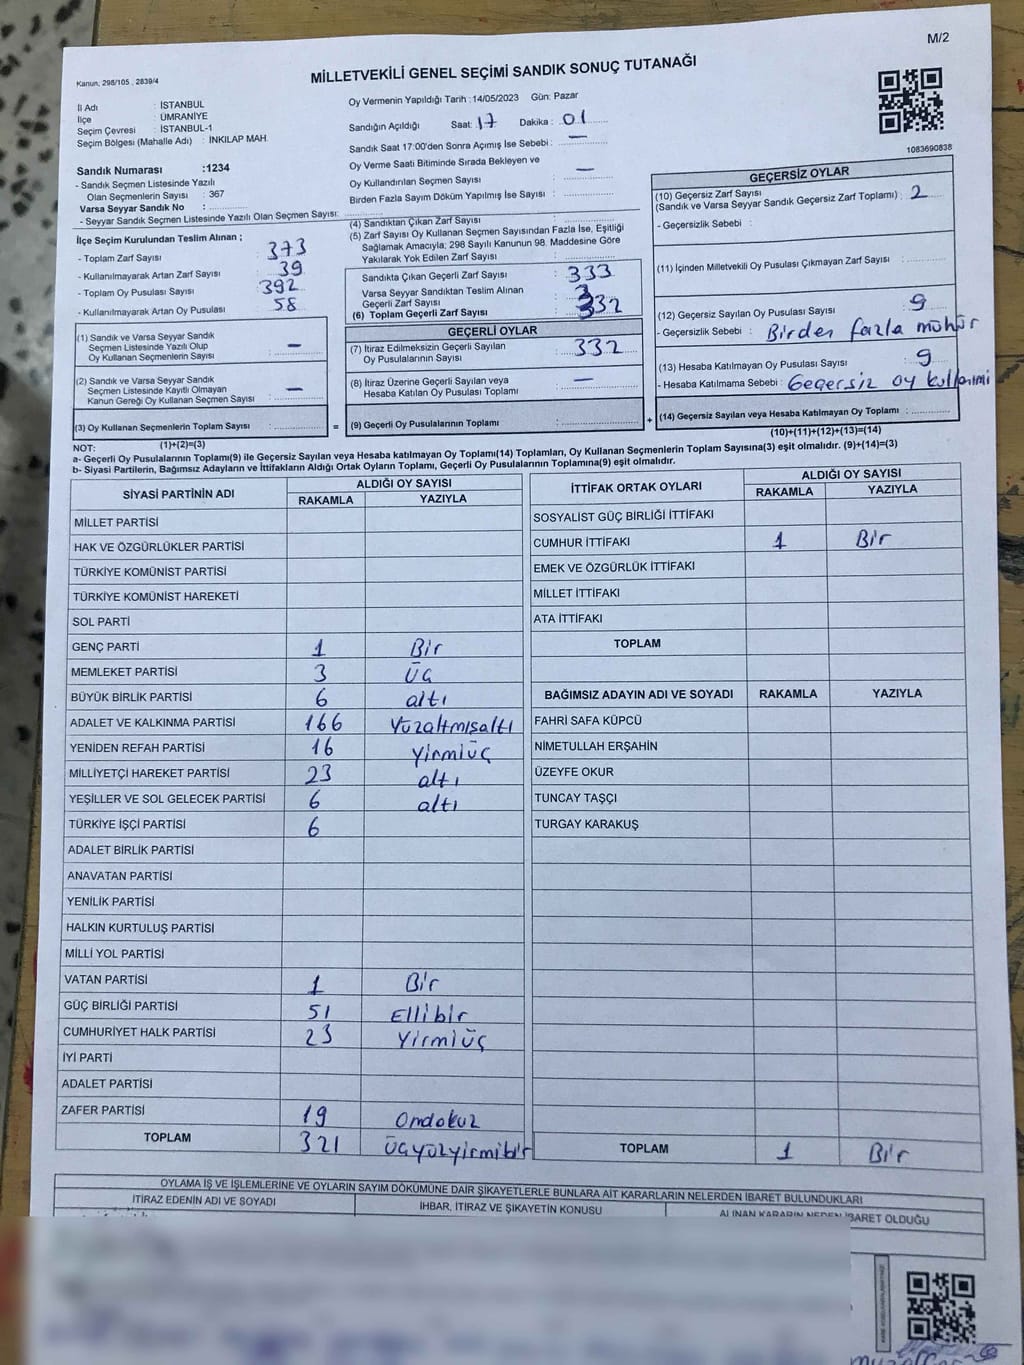 M/2
Kanun, 298/105 , 2839/4
MİLLETVEKİLİ GENEL SEÇİMİ SANDIK SONUÇ TUTANAĞI
İl Adı : İSTANBUL
İlçe : ÜMRANİYE
Seçim Çevresi : İSTANBUL-1
Seçim Bölgesi (Mahalle Adı) : İNKILAP MAH.
Sandık Numarası :1234
- Sandık Seçmen Listesinde Yazılı
Olan Seçmenlerin Sayısı : 367
Varsa Seyyar Sandık No :
- Seyyar Sandık Seçmen Listesinde Yazılı Olan Seçmen Sayısı:
Oy Vermenin Yapıldığı Tarih : 14/05/2023 Gün: Pazar
Sandığın Açıldığı Saat: 17 Dakika : 01
Sandık Saat 17:00'den Sonra Açımış İse Sebebi : —
Oy Verme Saati Bitiminde Sırada Bekleyen ve
Oy Kullandırılan Seçmen Sayısı : —
Birden Fazla Sayım Döküm Yapılmış İse Sayısı :
1083690838
İlçe Seçim Kurulundan Teslim Alınan ;
- Toplam Zarf Sayısı : 373
- Kullanılmayarak Artan Zarf Sayısı : 39
- Toplam Oy Pusulası Sayısı : 392
- Kullanılmayarak Artan Oy Pusulası : 58
(1) Sandık ve Varsa Seyyar Sandık
Seçmen Listesinde Yazılı Olup
Oy Kullanan Seçmenlerin Sayısı : —
(2) Sandık ve Varsa Seyyar Sandık
Seçmen Listesinde Kayıtlı Olmayan
Kanun Gereği Oy Kullanan Seçmen Sayısı : —
(3) Oy Kullanan Seçmenlerin Toplam Sayısı :
(1)+(2)=(3)
(4) Sandıktan Çıkan Zarf Sayısı :
(5) Zarf Sayısı Oy Kullanan Seçmen Sayısından Fazla İse, Eşitliği
Sağlamak Amacıyla; 298 Sayılı Kanunun 98. Maddesine Göre
Yakılarak Yok Edilen Zarf Sayısı :
Sandıkta Çıkan Geçerli Zarf Sayısı : 333
Varsa Seyyar Sandıktan Teslim Alınan
Geçerli Zarf Sayısı :
(6) Toplam Geçerli Zarf Sayısı : 332
GEÇERLİ OYLAR
(7) İtiraz Edilmeksizin Geçerli Sayılan
Oy Pusulalarının Sayısı : 332
(8) İtiraz Üzerine Geçerli Sayılan veya
Hesaba Katılan Oy Pusulası Toplamı : —
= (9) Geçerli Oy Pusulalarının Toplamı :
GEÇERSİZ OYLAR
(10) Geçersiz Zarf Sayısı
(Sandık ve Varsa Seyyar Sandık Geçersiz Zarf Toplamı) : 2
- Geçersizlik Sebebi :
(11) İçinden Milletvekili Oy Pusulası Çıkmayan Zarf Sayısı :
(12) Geçersiz Sayılan Oy Pusulası Sayısı : 9
- Geçersizlik Sebebi : Birden fazla mühür
(13) Hesaba Katılmayan Oy Pusulası Sayısı : 9
- Hesaba Katılmama Sebebi : Geçersiz oy kullanımı
+ (14) Geçersiz Sayılan veya Hesaba Katılmayan Oy Toplamı :
(10)+(11)+(12)+(13)=(14)
NOT:
a- Geçerli Oy Pusulalarının Toplamı(9) ile Geçersiz Sayılan veya Hesaba katılmayan Oy Toplamı(14) Toplamları, Oy Kullanan Seçmenlerin Toplam Sayısına(3) eşit olmalıdır. (9)+(14)=(3)
b- Siyasi Partilerin, Bağımsız Adayların ve İttifakların Aldığı Ortak Oyların Toplamı, Geçerli Oy Pusulalarının Toplamına(9) eşit olmalıdır.
SİYASİ PARTİNİN ADI ALDIĞI OY SAYISI
RAKAMLA YAZIYLA
MİLLET PARTİSİ
HAK VE ÖZGÜRLÜKLER PARTİSİ
TÜRKİYE KOMÜNİST PARTİSİ
TÜRKİYE KOMÜNİST HAREKETİ
SOL PARTİ
GENÇ PARTİ 1 Bir
MEMLEKET PARTİSİ 3 Üç
BÜYÜK BİRLİK PARTİSİ 6 altı
ADALET VE KALKINMA PARTİSİ 166 Yüzaltmışaltı
YENİDEN REFAH PARTİSİ 16 Yirmiüç
MİLLİYETÇİ HAREKET PARTİSİ 23 altı
YEŞİLLER VE SOL GELECEK PARTİSİ 6 altı
TÜRKİYE İŞÇİ PARTİSİ 6
ADALET BİRLİK PARTİSİ
ANAVATAN PARTİSİ
YENİLİK PARTİSİ
HALKIN KURTULUŞ PARTİSİ
MİLLİ YOL PARTİSİ
VATAN PARTİSİ 1 Bir
GÜÇ BİRLİĞİ PARTİSİ 51 Ellibir
CUMHURİYET HALK PARTİSİ 23 Yirmiüç
İYİ PARTİ
ADALET PARTİSİ
ZAFER PARTİSİ 19 Ondokuz
TOPLAM 321 Üçyüzyirmibir
İTTİFAK ORTAK OYLARI ALDIĞI OY SAYISI
RAKAMLA YAZIYLA
SOSYALİST GÜÇ BİRLİĞİ İTTİFAKI
CUMHUR İTTİFAKI 1 Bir
EMEK VE ÖZGÜRLÜK İTTİFAKI
MİLLET İTTİFAKI
ATA İTTİFAKI
TOPLAM
BAĞIMSIZ ADAYIN ADI VE SOYADI RAKAMLA YAZIYLA
FAHRİ SAFA KÜPCÜ
NİMETULLAH ERŞAHİN
ÜZEYFE OKUR
TUNCAY TAŞÇI
TURGAY KARAKUŞ
TOPLAM 1 Bir
OYLAMA İŞ VE İŞLEMLERİNE VE OYLARIN SAYIM DÖKÜMÜNE DAİR ŞİKAYETLERLE BUNLARA AİT KARARLARIN NELERDEN İBARET BULUNDUKLARI
İTİRAZ EDENİN ADI VE SOYADI İHBAR, İTİRAZ VE ŞİKAYETİN KONUSU ALINAN KARARIN NEDEN İBARET OLDUĞU